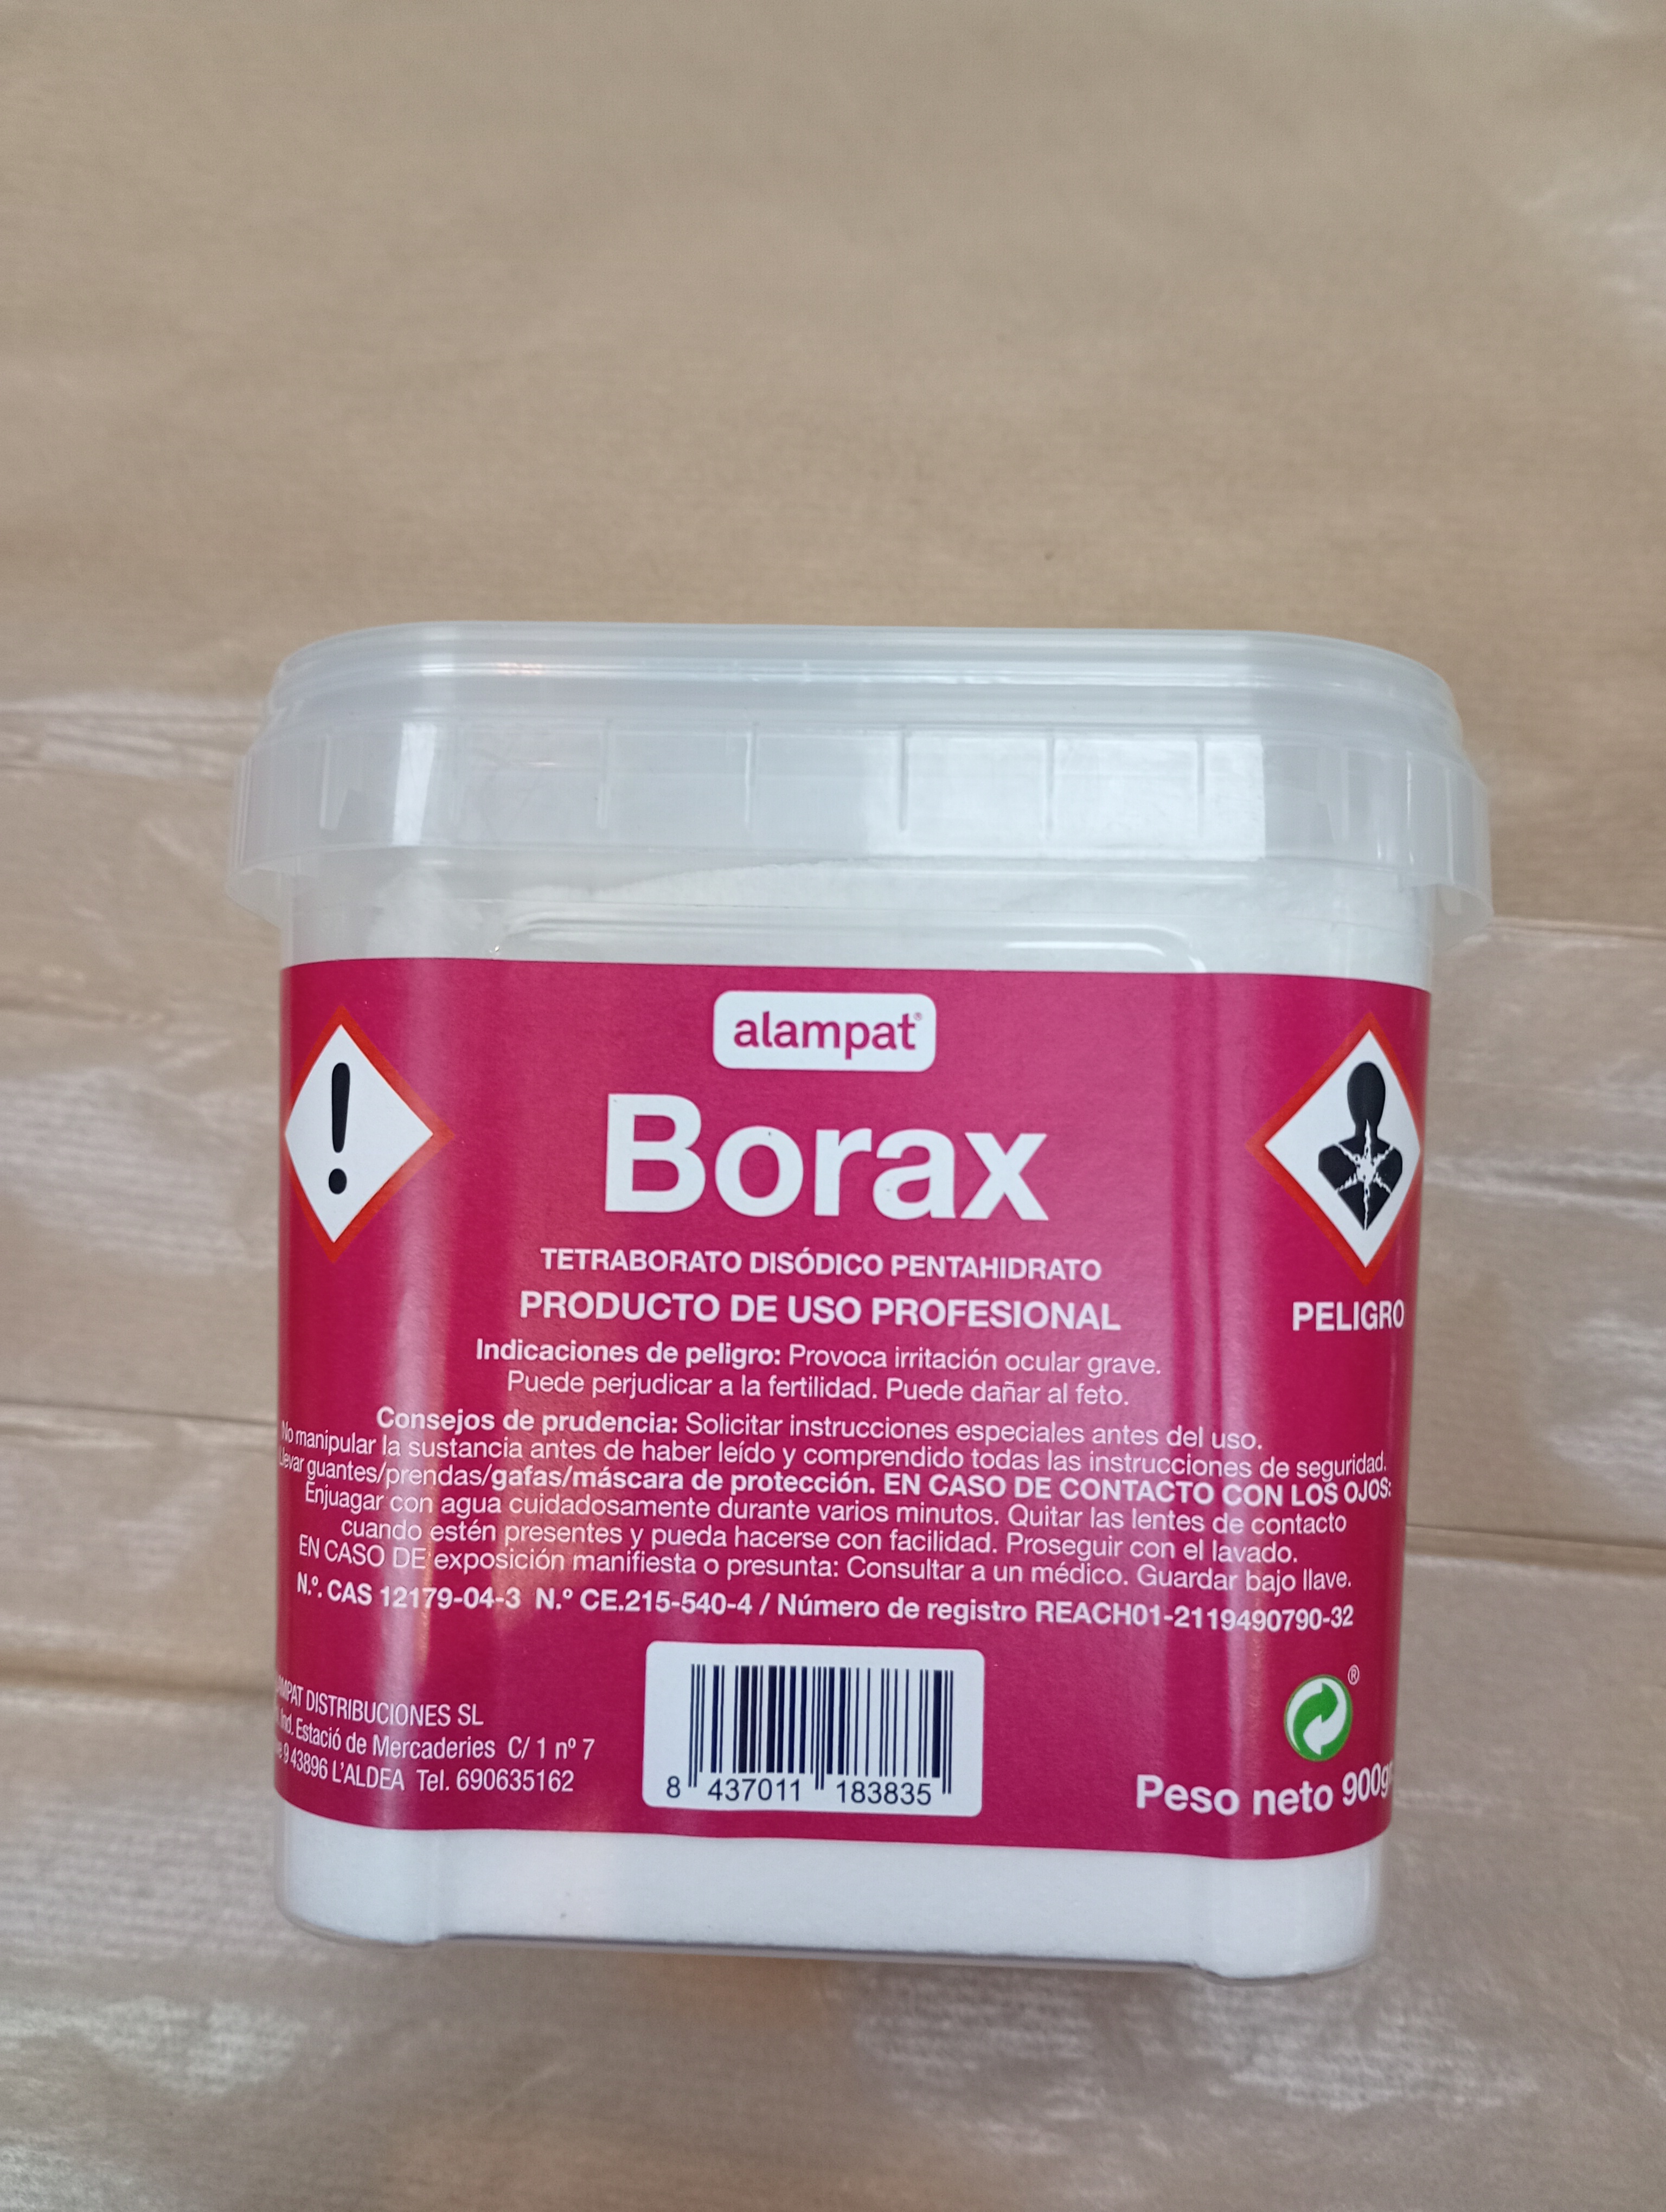 alampat®
Borax
TETRABORATO DISÓDICO PENTAHIDRATO
PRODUCTO DE USO PROFESIONAL
PELIGRO
Indicaciones de peligro: Provoca irritación ocular grave.
Puede perjudicar a la fertilidad. Puede dañar al feto.
Consejos de prudencia: Solicitar instrucciones especiales antes del uso.
No manipular la sustancia antes de haber leído y comprendido todas las instrucciones de seguridad.
Llevar guantes/prendas/gafas/máscara de protección. EN CASO DE CONTACTO CON LOS OJOS:
Enjuagar con agua cuidadosamente durante varios minutos. Quitar las lentes de contacto
cuando estén presentes y pueda hacerse con facilidad. Proseguir con el lavado.
EN CASO DE exposición manifiesta o presunta: Consultar a un médico. Guardar bajo llave.
N.º. CAS 12179-04-3 N.º CE.215-540-4 / Número de registro REACH01-2119490790-32
DISTRIBUCIONES SL
Ind. Estació de Mercaderies C/ 1 nº 7
9 43896 L'ALDEA Tel. 690635162
8 437011 183835
®
Peso neto 900g